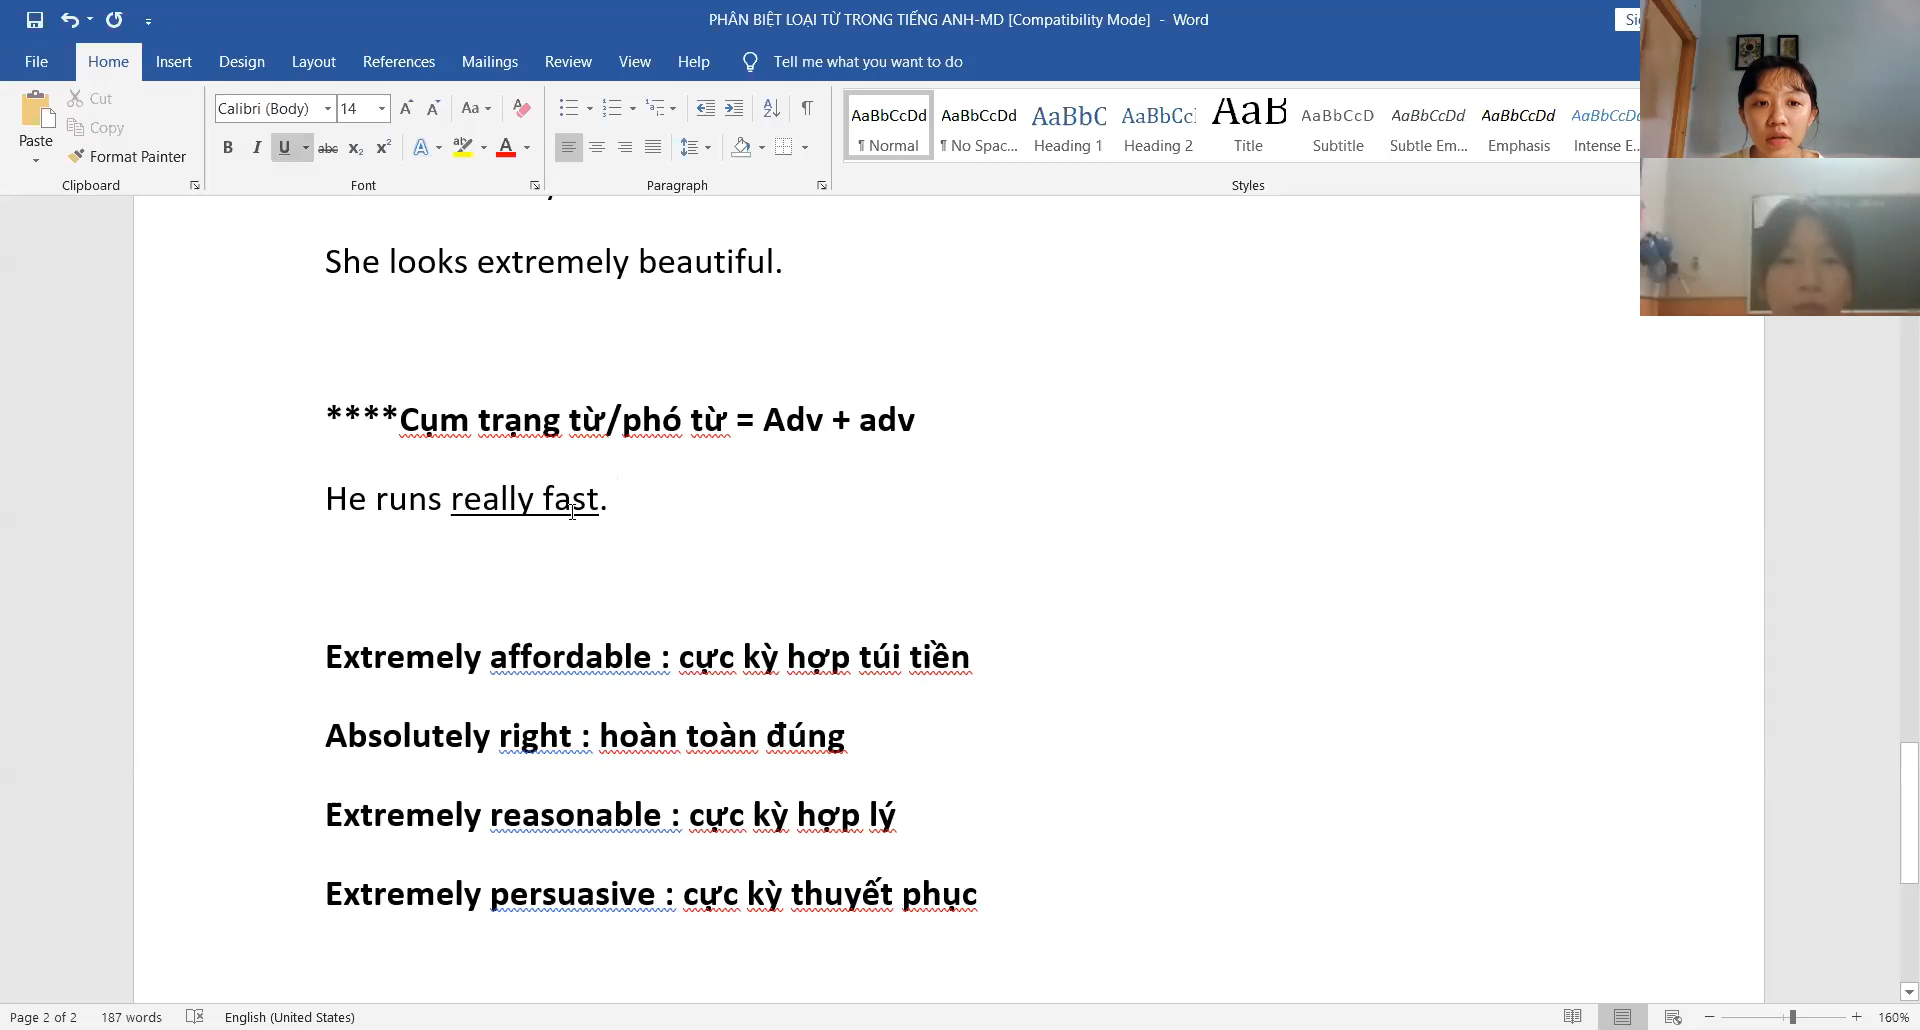 PHÂN BIỆT LOẠI TỪ TRONG TIẾNG ANH-MD [Compatibility Mode] - Word
File Home Insert Design Layout References Mailings Review View Help Tell me what you want to do
Paste
Cut
Copy
Format Painter
Clipboard
Calibri (Body) 14
Font
Paragraph
AaBbCcDd AaBbCcDd AaBbC AaBbCcl AaB AaBbCcD AaBbCcDd AaBbCcDd AaBbCcD
¶ Normal ¶ No Spac... Heading 1 Heading 2 Title Subtitle Subtle Em... Emphasis Intense E...
Styles
She looks extremely beautiful.
****Cụm trạng từ/phó từ = Adv + adv
He runs really fast.
Extremely affordable : cực kỳ hợp túi tiền
Absolutely right : hoàn toàn đúng
Extremely reasonable : cực kỳ hợp lý
Extremely persuasive : cực kỳ thuyết phục
Page 2 of 2 187 words English (United States) 160%